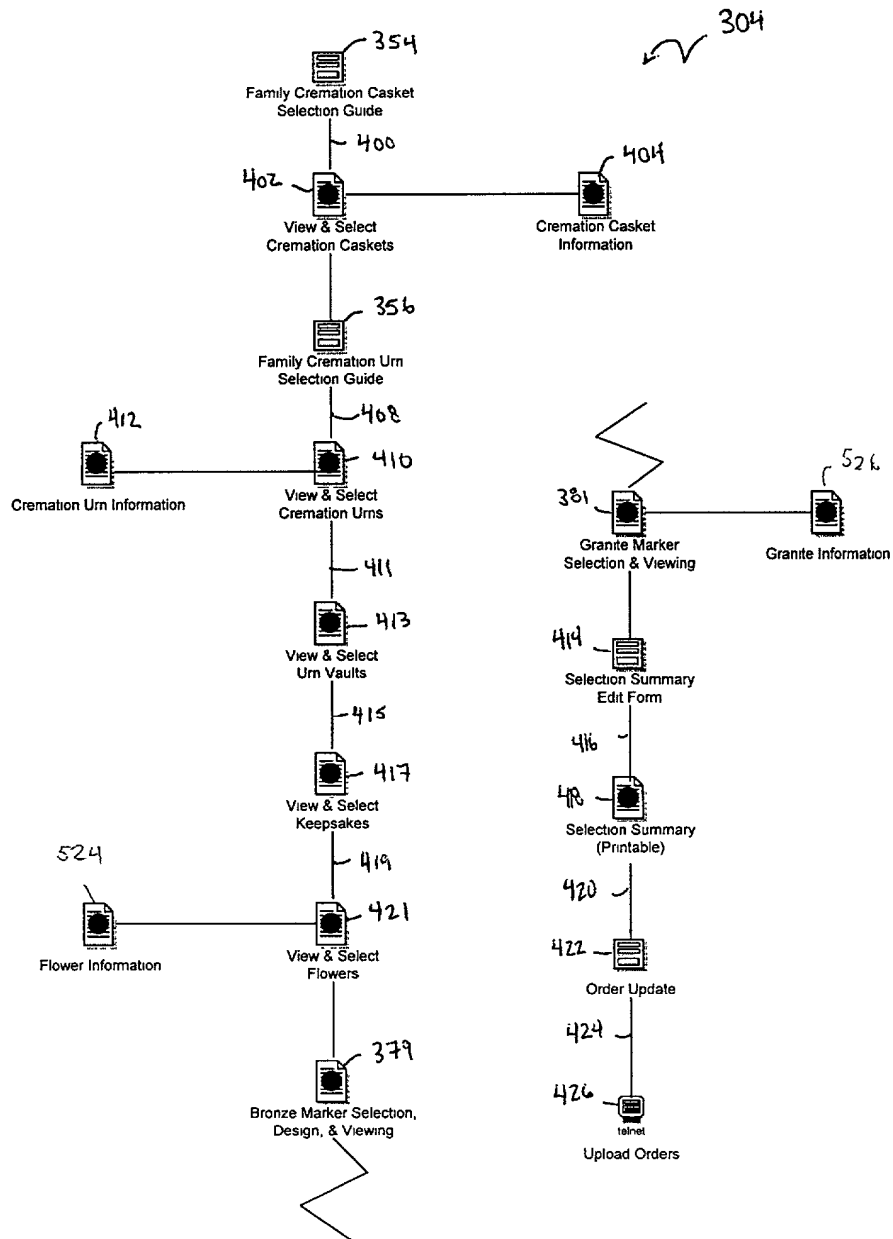 304
354
Family Cremation Casket
Selection Guide
400
402
404
View & Select
Cremation Caskets
Cremation Casket
Information
356
Family Cremation Urn
Selection Guide
408
412
410
Cremation Urn Information
View & Select
Cremation Urns
411
413
View & Select
Urn Vaults
415
417
View & Select
Keepsakes
419
524
421
Flower Information
View & Select
Flowers
379
Bronze Marker Selection,
Design, & Viewing
381
526
Granite Marker
Selection & Viewing
Granite Information
414
Selection Summary
Edit Form
416
418
Selection Summary
(Printable)
420
422
Order Update
424
426
telnet
Upload Orders